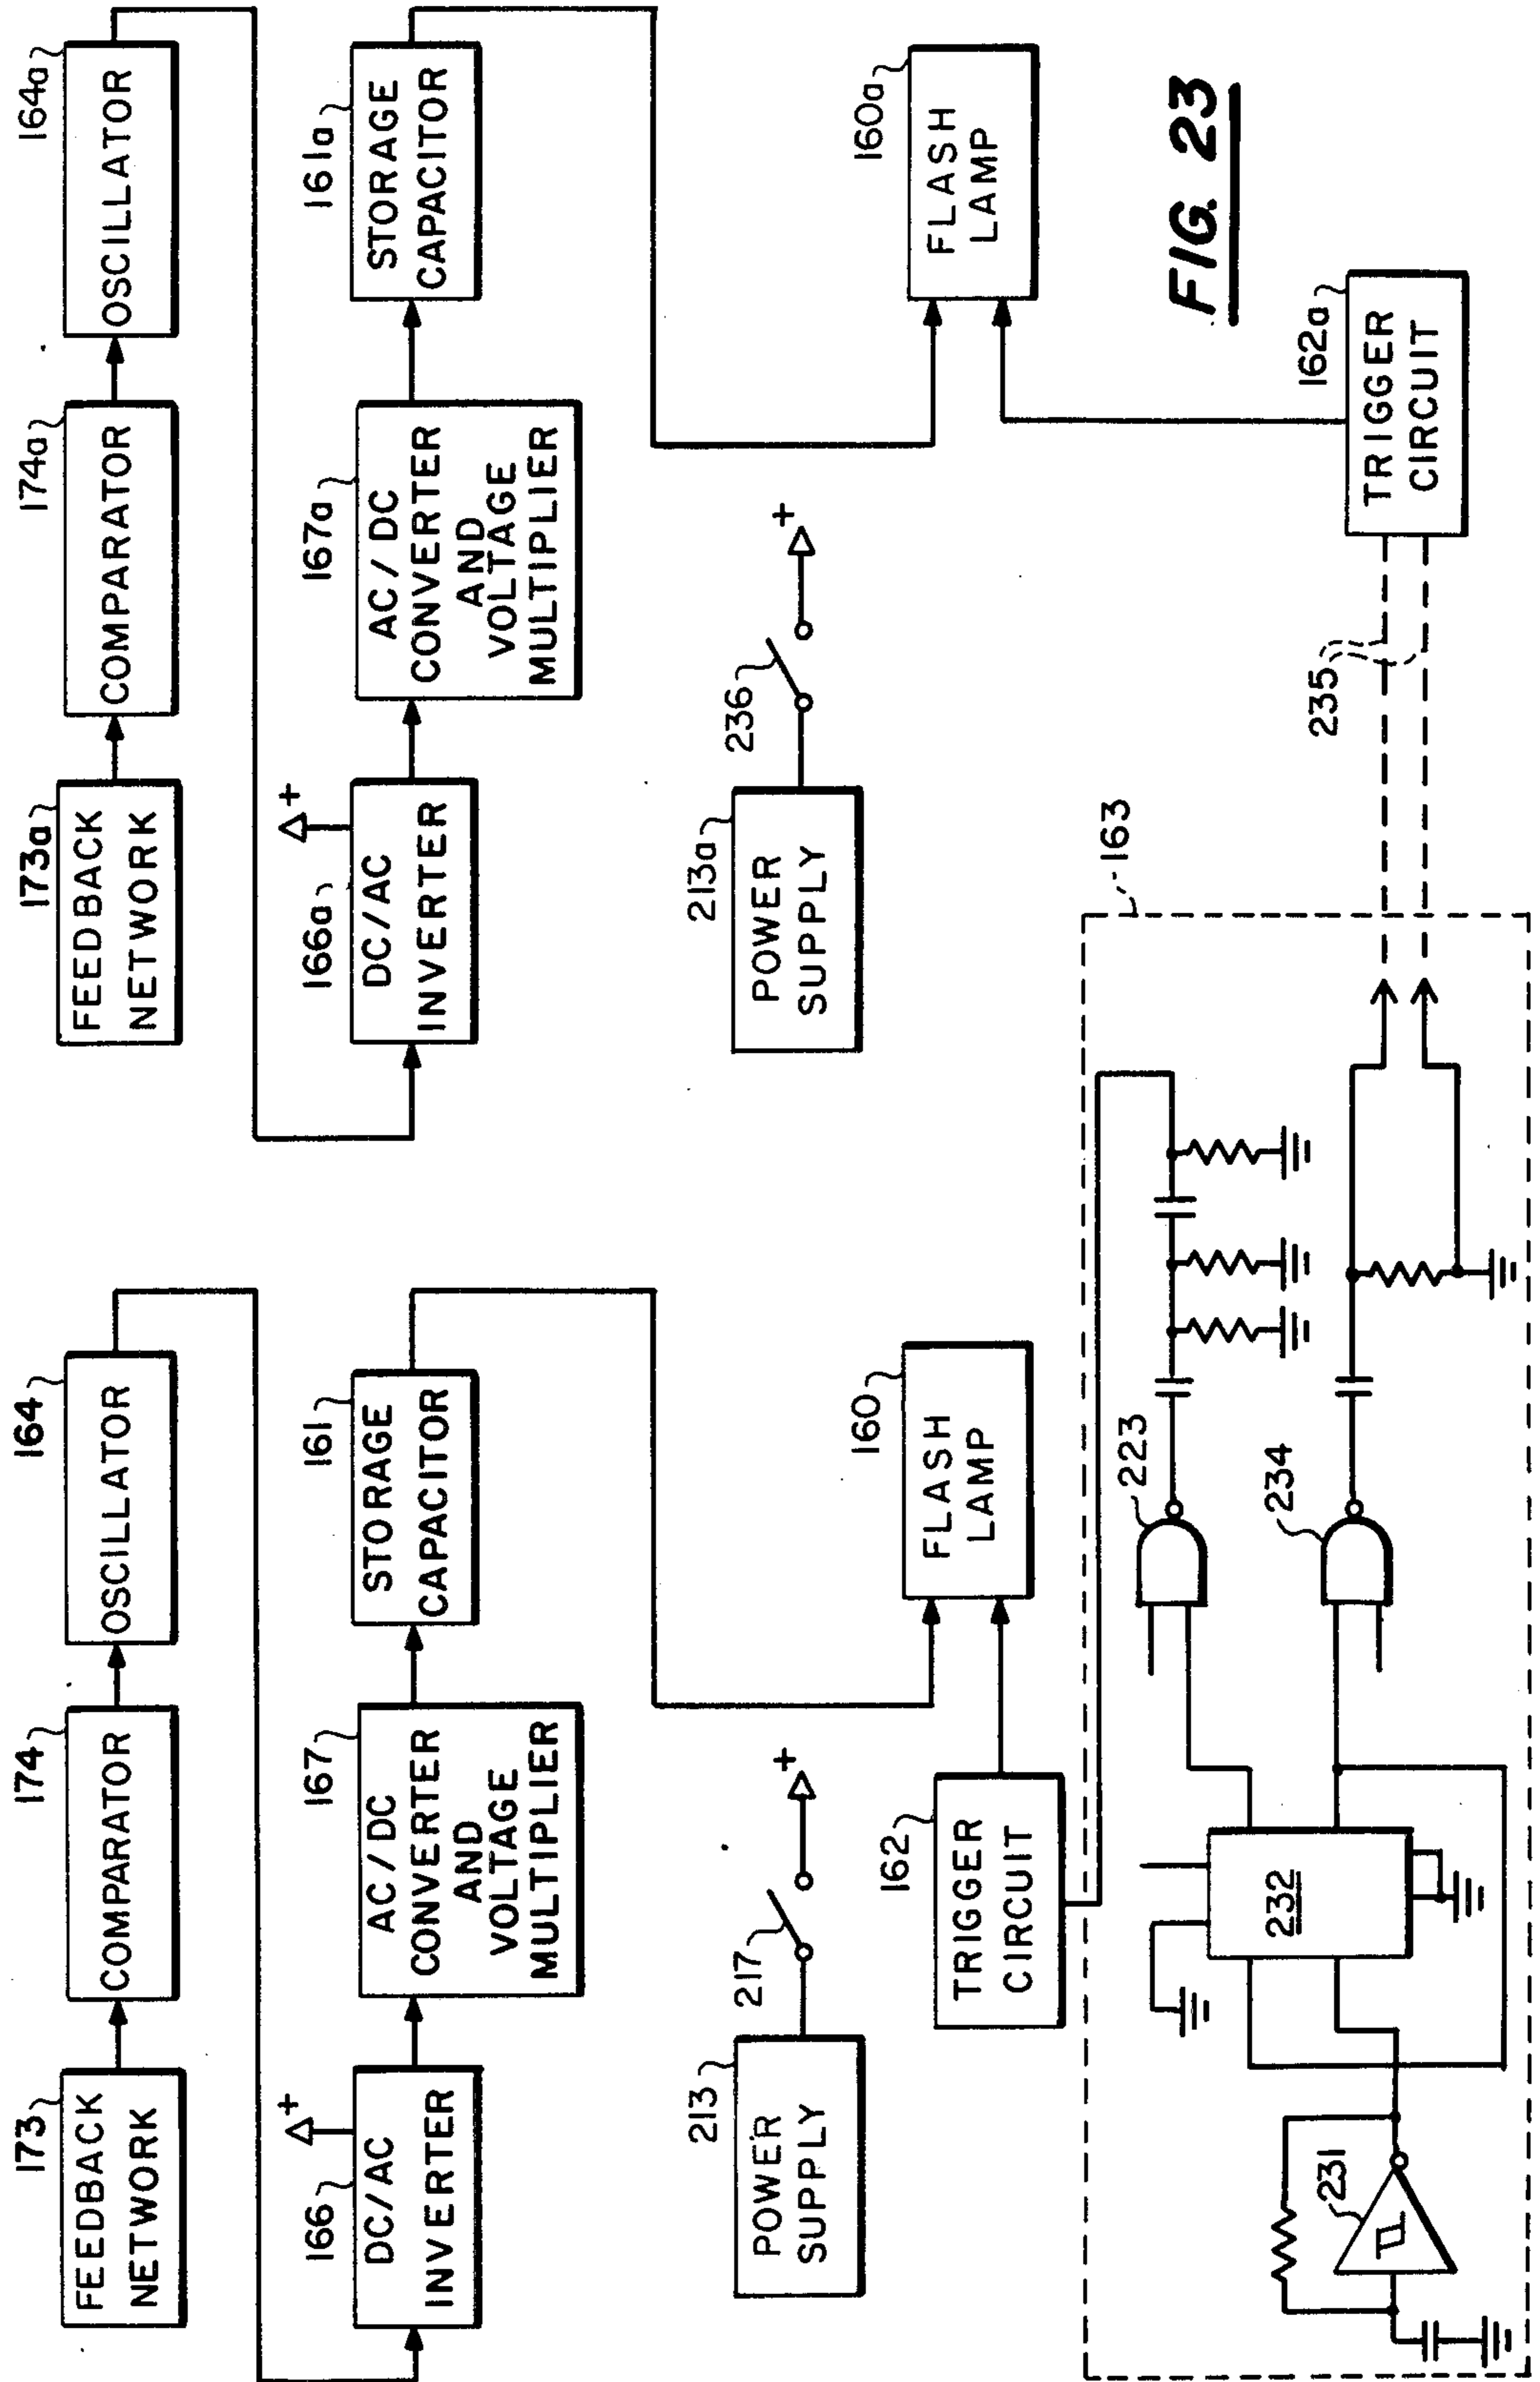 173
FEEDBACK
NETWORK
174
COMPARATOR
164
OSCILLATOR
173a
FEEDBACK
NETWORK
174a
COMPARATOR
164a
OSCILLATOR
166
DC/AC
INVERTER
+
167
AC/DC
CONVERTER
AND
VOLTAGE
MULTIPLIER
161
STORAGE
CAPACITOR
166a
DC/AC
INVERTER
+
167a
AC/DC
CONVERTER
AND
VOLTAGE
MULTIPLIER
161a
STORAGE
CAPACITOR
213
POWER
SUPPLY
217
+
160
FLASH
LAMP
213a
POWER
SUPPLY
236
+
160a
FLASH
LAMP
162
TRIGGER
CIRCUIT
163
223
231
232
234
235
162a
TRIGGER
CIRCUIT
FIG. 23